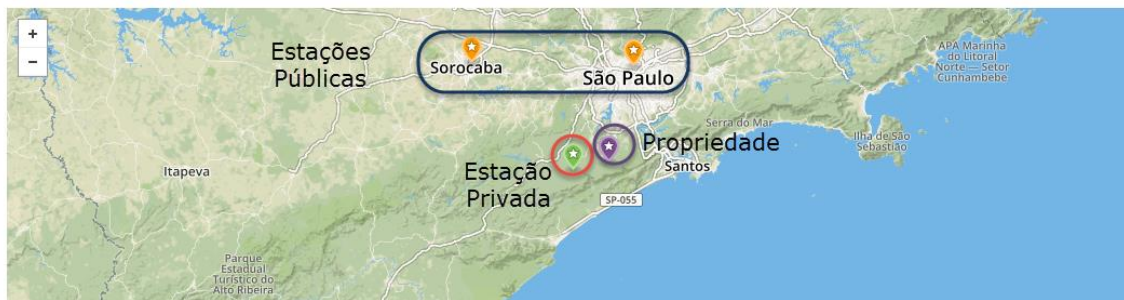 +
−
Estações
Públicas
Sorocaba
São Paulo
APA Marinha
do Litoral
Norte — Setor
Cunhambebe
Serra do Mar
Ilha de São
Sebastião
Propriedade
Estação
Privada
Santos
Itapeva
SP-055
Parque
Estadual
Turístico do
Alto Ribeira